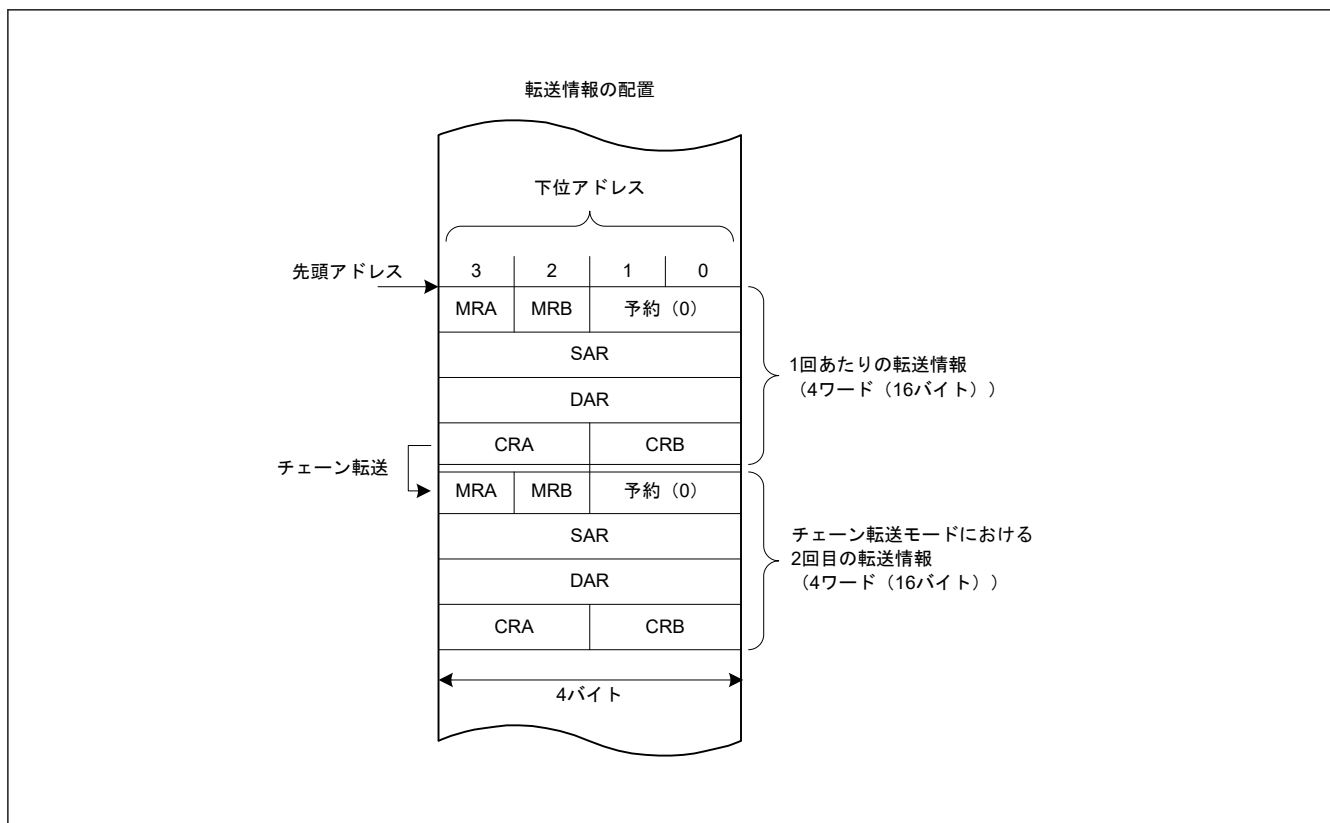 転送情報の配置
下位アドレス
先頭アドレス
3 2 1 0
MRA MRB 予約（0）
SAR
DAR
CRA CRB
1回あたりの転送情報
（4ワード（16バイト））
チェーン転送
MRA MRB 予約（0）
SAR
DAR
CRA CRB
チェーン転送モードにおける
2回目の転送情報
（4ワード（16バイト））
4バイト